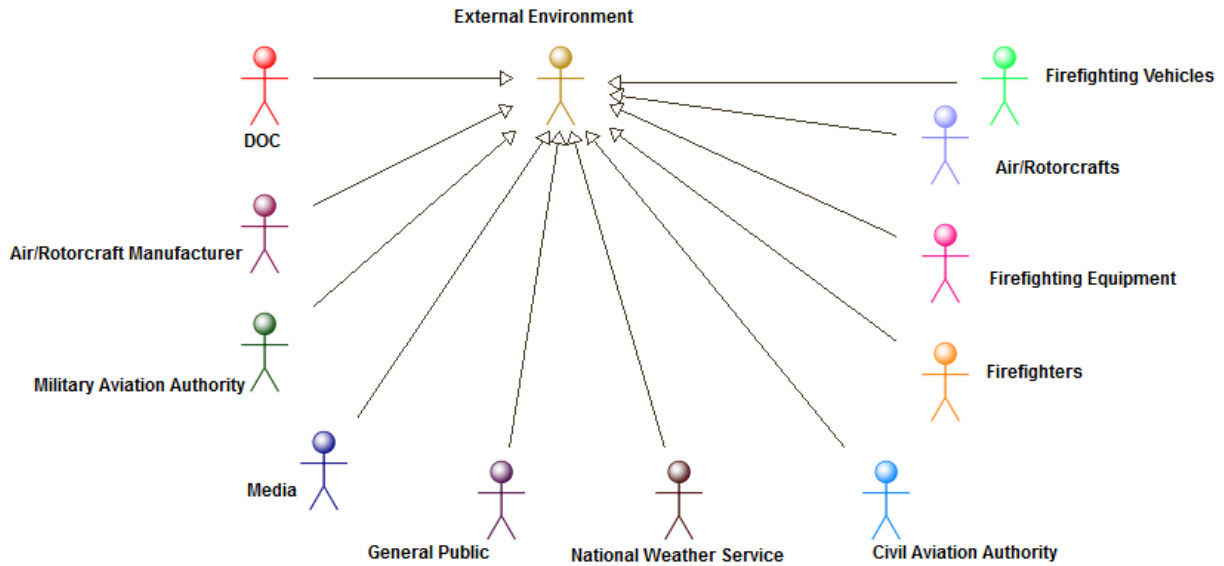 External Environment
Firefighting Vehicles
DOC
Air/Rotorcrafts
Air/Rotorcraft Manufacturer
Firefighting Equipment
Firefighters
Military Aviation Authority
Media
General Public
National Weather Service
Civil Aviation Authority